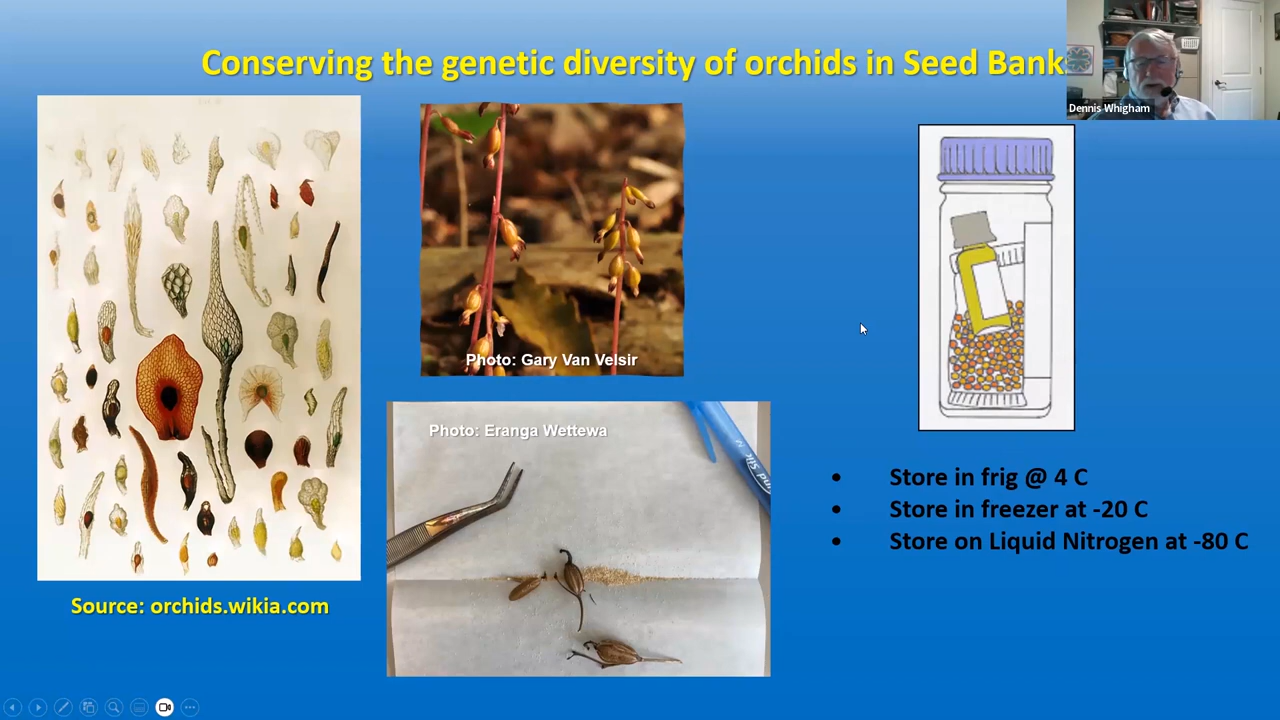 Conserving the genetic diversity of orchids in Seed Bank
Dennis Whigham
Photo: Gary Van Velsir
Photo: Eranga Wettewa
• Store in frig @ 4 C
• Store in freezer at -20 C
• Store on Liquid Nitrogen at -80 C
Source: orchids.wikia.com